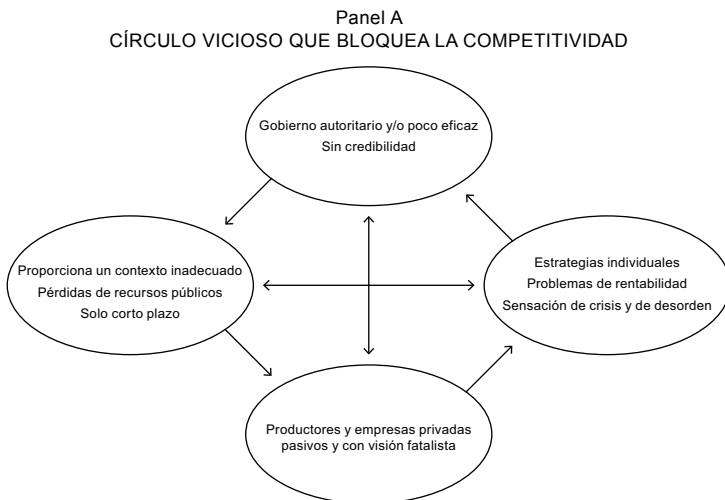 Panel A
CÍRCULO VICIOSO QUE BLOQUEA LA COMPETITIVIDAD
Gobierno autoritario y/o poco eficaz
Sin credibilidad
Proporciona un contexto inadecuado
Pérdidas de recursos públicos
Solo corto plazo
Estrategias individuales
Problemas de rentabilidad
Sensación de crisis y de desorden
Productores y empresas privadas
pasivos y con visión fatalista